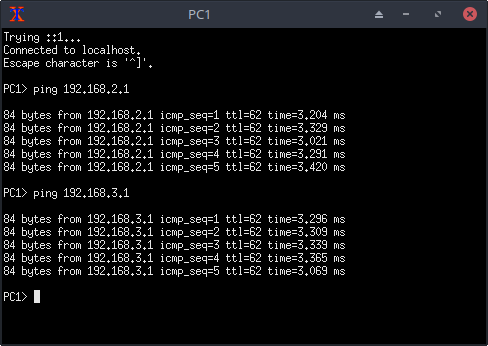 PC1
Trying ::1...
Connected to localhost.
Escape character is '^]'.
PC1> ping 192.168.2.1
84 bytes from 192.168.2.1 icmp_seq=1 ttl=62 time=3.204 ms
84 bytes from 192.168.2.1 icmp_seq=2 ttl=62 time=3.329 ms
84 bytes from 192.168.2.1 icmp_seq=3 ttl=62 time=3.021 ms
84 bytes from 192.168.2.1 icmp_seq=4 ttl=62 time=3.291 ms
84 bytes from 192.168.2.1 icmp_seq=5 ttl=62 time=3.420 ms
PC1> ping 192.168.3.1
84 bytes from 192.168.3.1 icmp_seq=1 ttl=62 time=3.296 ms
84 bytes from 192.168.3.1 icmp_seq=2 ttl=62 time=3.309 ms
84 bytes from 192.168.3.1 icmp_seq=3 ttl=62 time=3.339 ms
84 bytes from 192.168.3.1 icmp_seq=4 ttl=62 time=3.365 ms
84 bytes from 192.168.3.1 icmp_seq=5 ttl=62 time=3.069 ms
PC1>